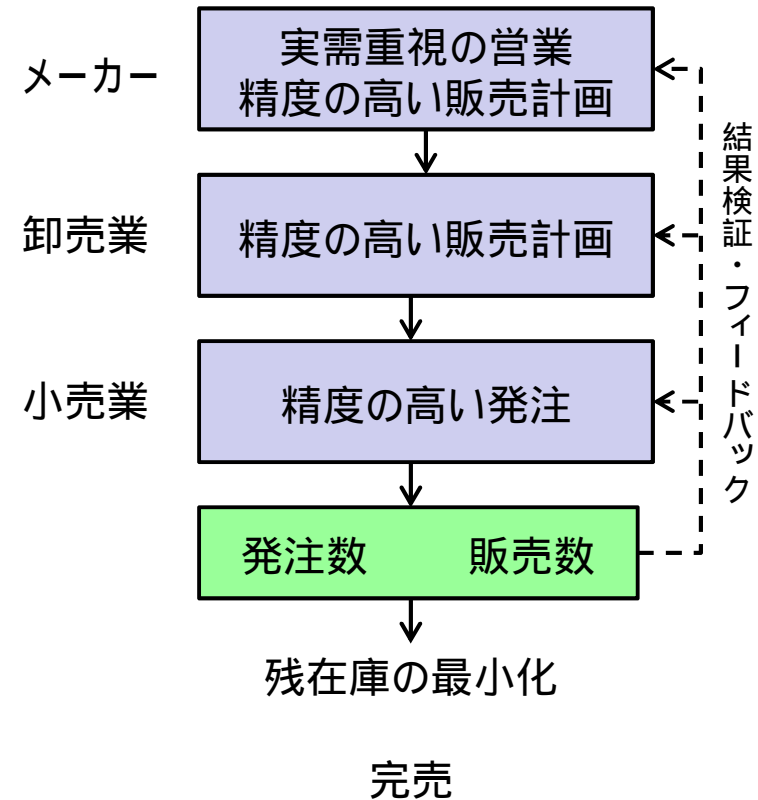 メーカー
実需重視の営業
精度の高い販売計画
卸売業
精度の高い販売計画
小売業
精度の高い発注
発注数 販売数
残在庫の最小化
完売
結果検証・フィードバック